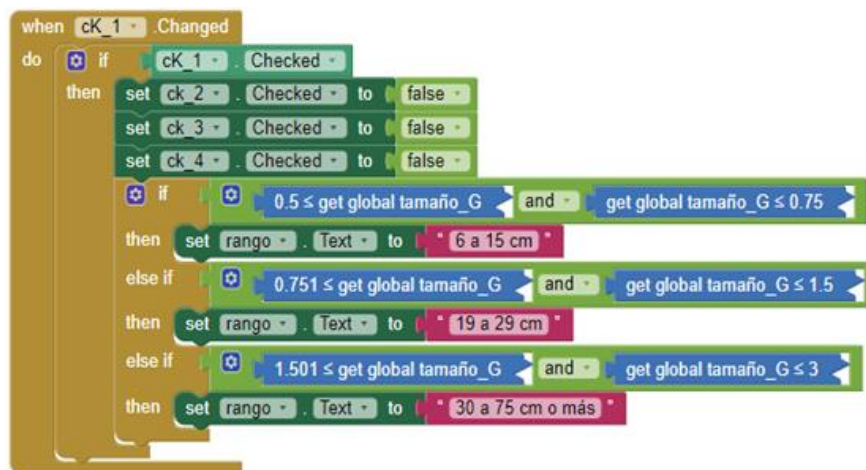 when cK_1 .Changed
do if cK_1 . Checked
then set ck_2 . Checked to false
set ck_3 . Checked to false
set ck_4 . Checked to false
if 0.5 ≤ get global tamaño_G and get global tamaño_G ≤ 0.75
then set rango . Text to " 6 a 15 cm "
else if 0.751 ≤ get global tamaño_G and get global tamaño_G ≤ 1.5
then set rango . Text to " 19 a 29 cm "
else if 1.501 ≤ get global tamaño_G and get global tamaño_G ≤ 3
then set rango . Text to " 30 a 75 cm o más "